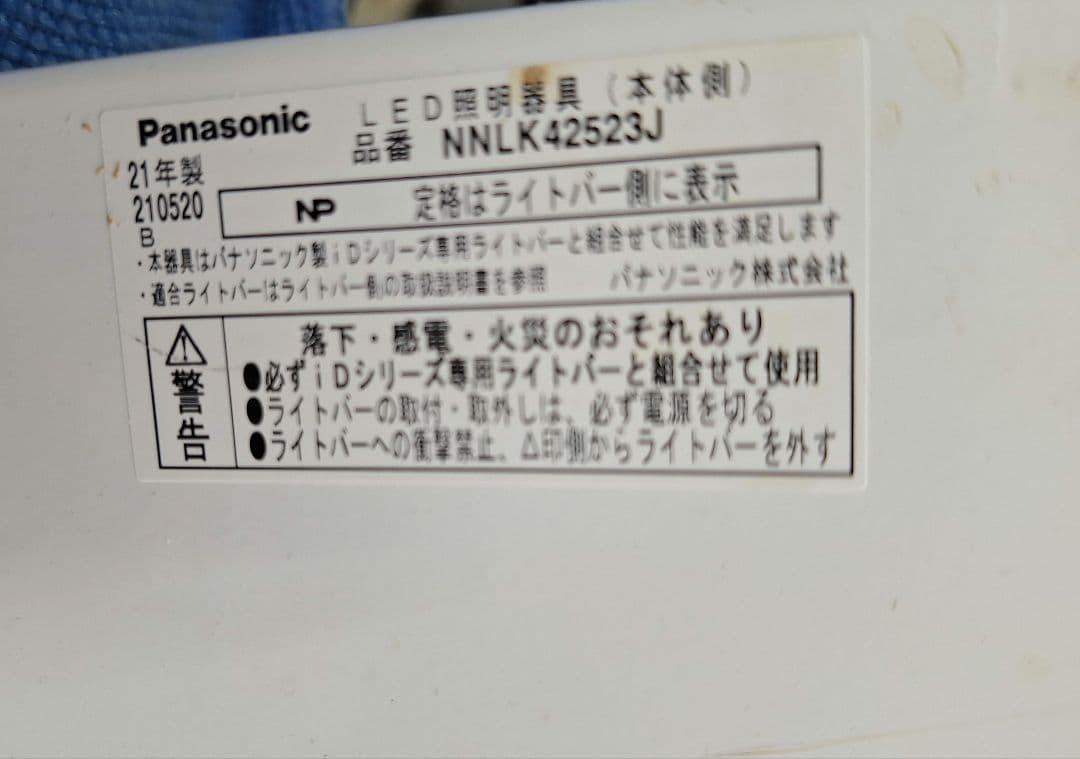 Panasonic
LED照明器具(本体側)
品番 NNLK42523J
21年製
210520
B
NP 定格はライトバー側に表示
・本器具はパナソニック製iDシリーズ専用ライトバーと組合せて性能を満足します
・適合ライトバーはライトバー側の取扱説明書を参照
パナソニック株式会社
警告
落下・感電・火災のおそれあり
●必ずiDシリーズ専用ライトバーと組合せて使用
●ライトバーの取付・取外しは、必ず電源を切る
●ライトバーへの衝撃禁止、△印側からライトバーを外す